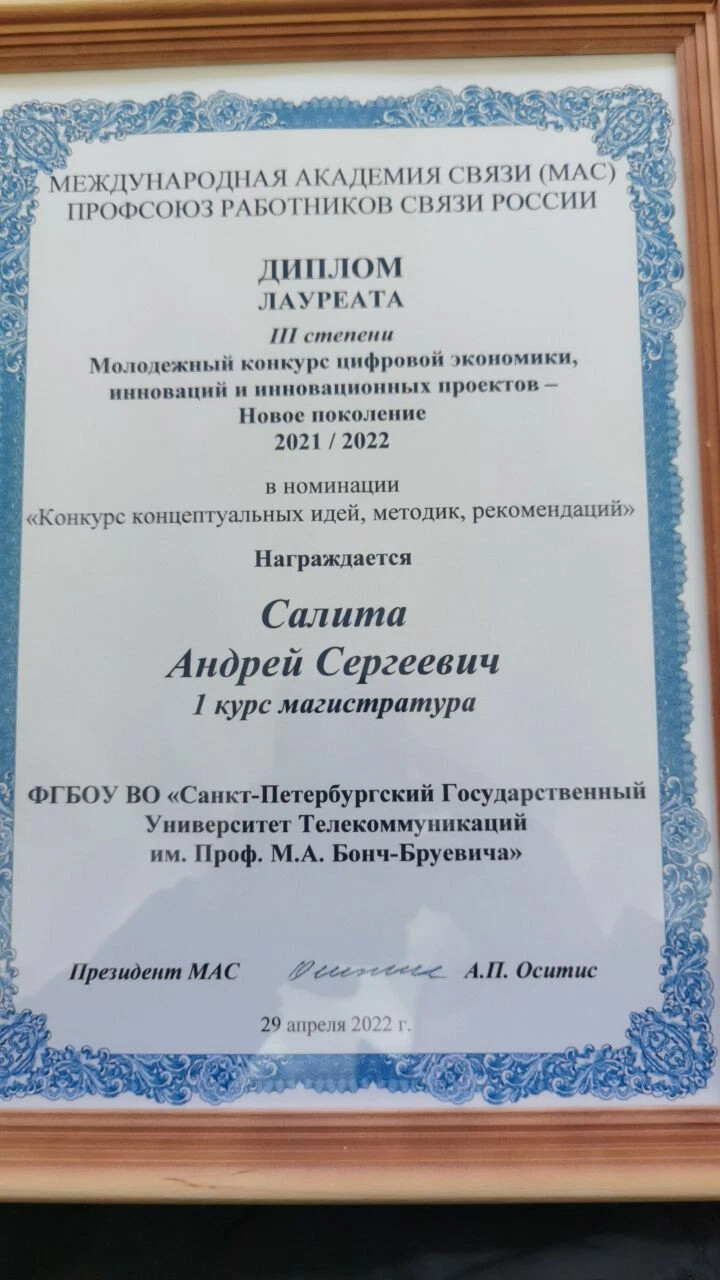 МЕЖДУНАРОДНАЯ АКАДЕМИЯ СВЯЗИ (МАС)
ПРОФСОЮЗ РАБОТНИКОВ СВЯЗИ РОССИИ
ДИПЛОМ
ЛАУРЕАТА
III степени
Молодежный конкурс цифровой экономики,
инноваций и инновационных проектов –
Новое поколение
2021 / 2022
в номинации
«Конкурс концептуальных идей, методик, рекомендаций»
Награждается
Салита
Андрей Сергеевич
1 курс магистратура
ФГБОУ ВО «Санкт-Петербургский Государственный
Университет Телекоммуникаций
им. Проф. М.А. Бонч-Бруевича»
Президент МАС А.П. Оситис
29 апреля 2022 г.